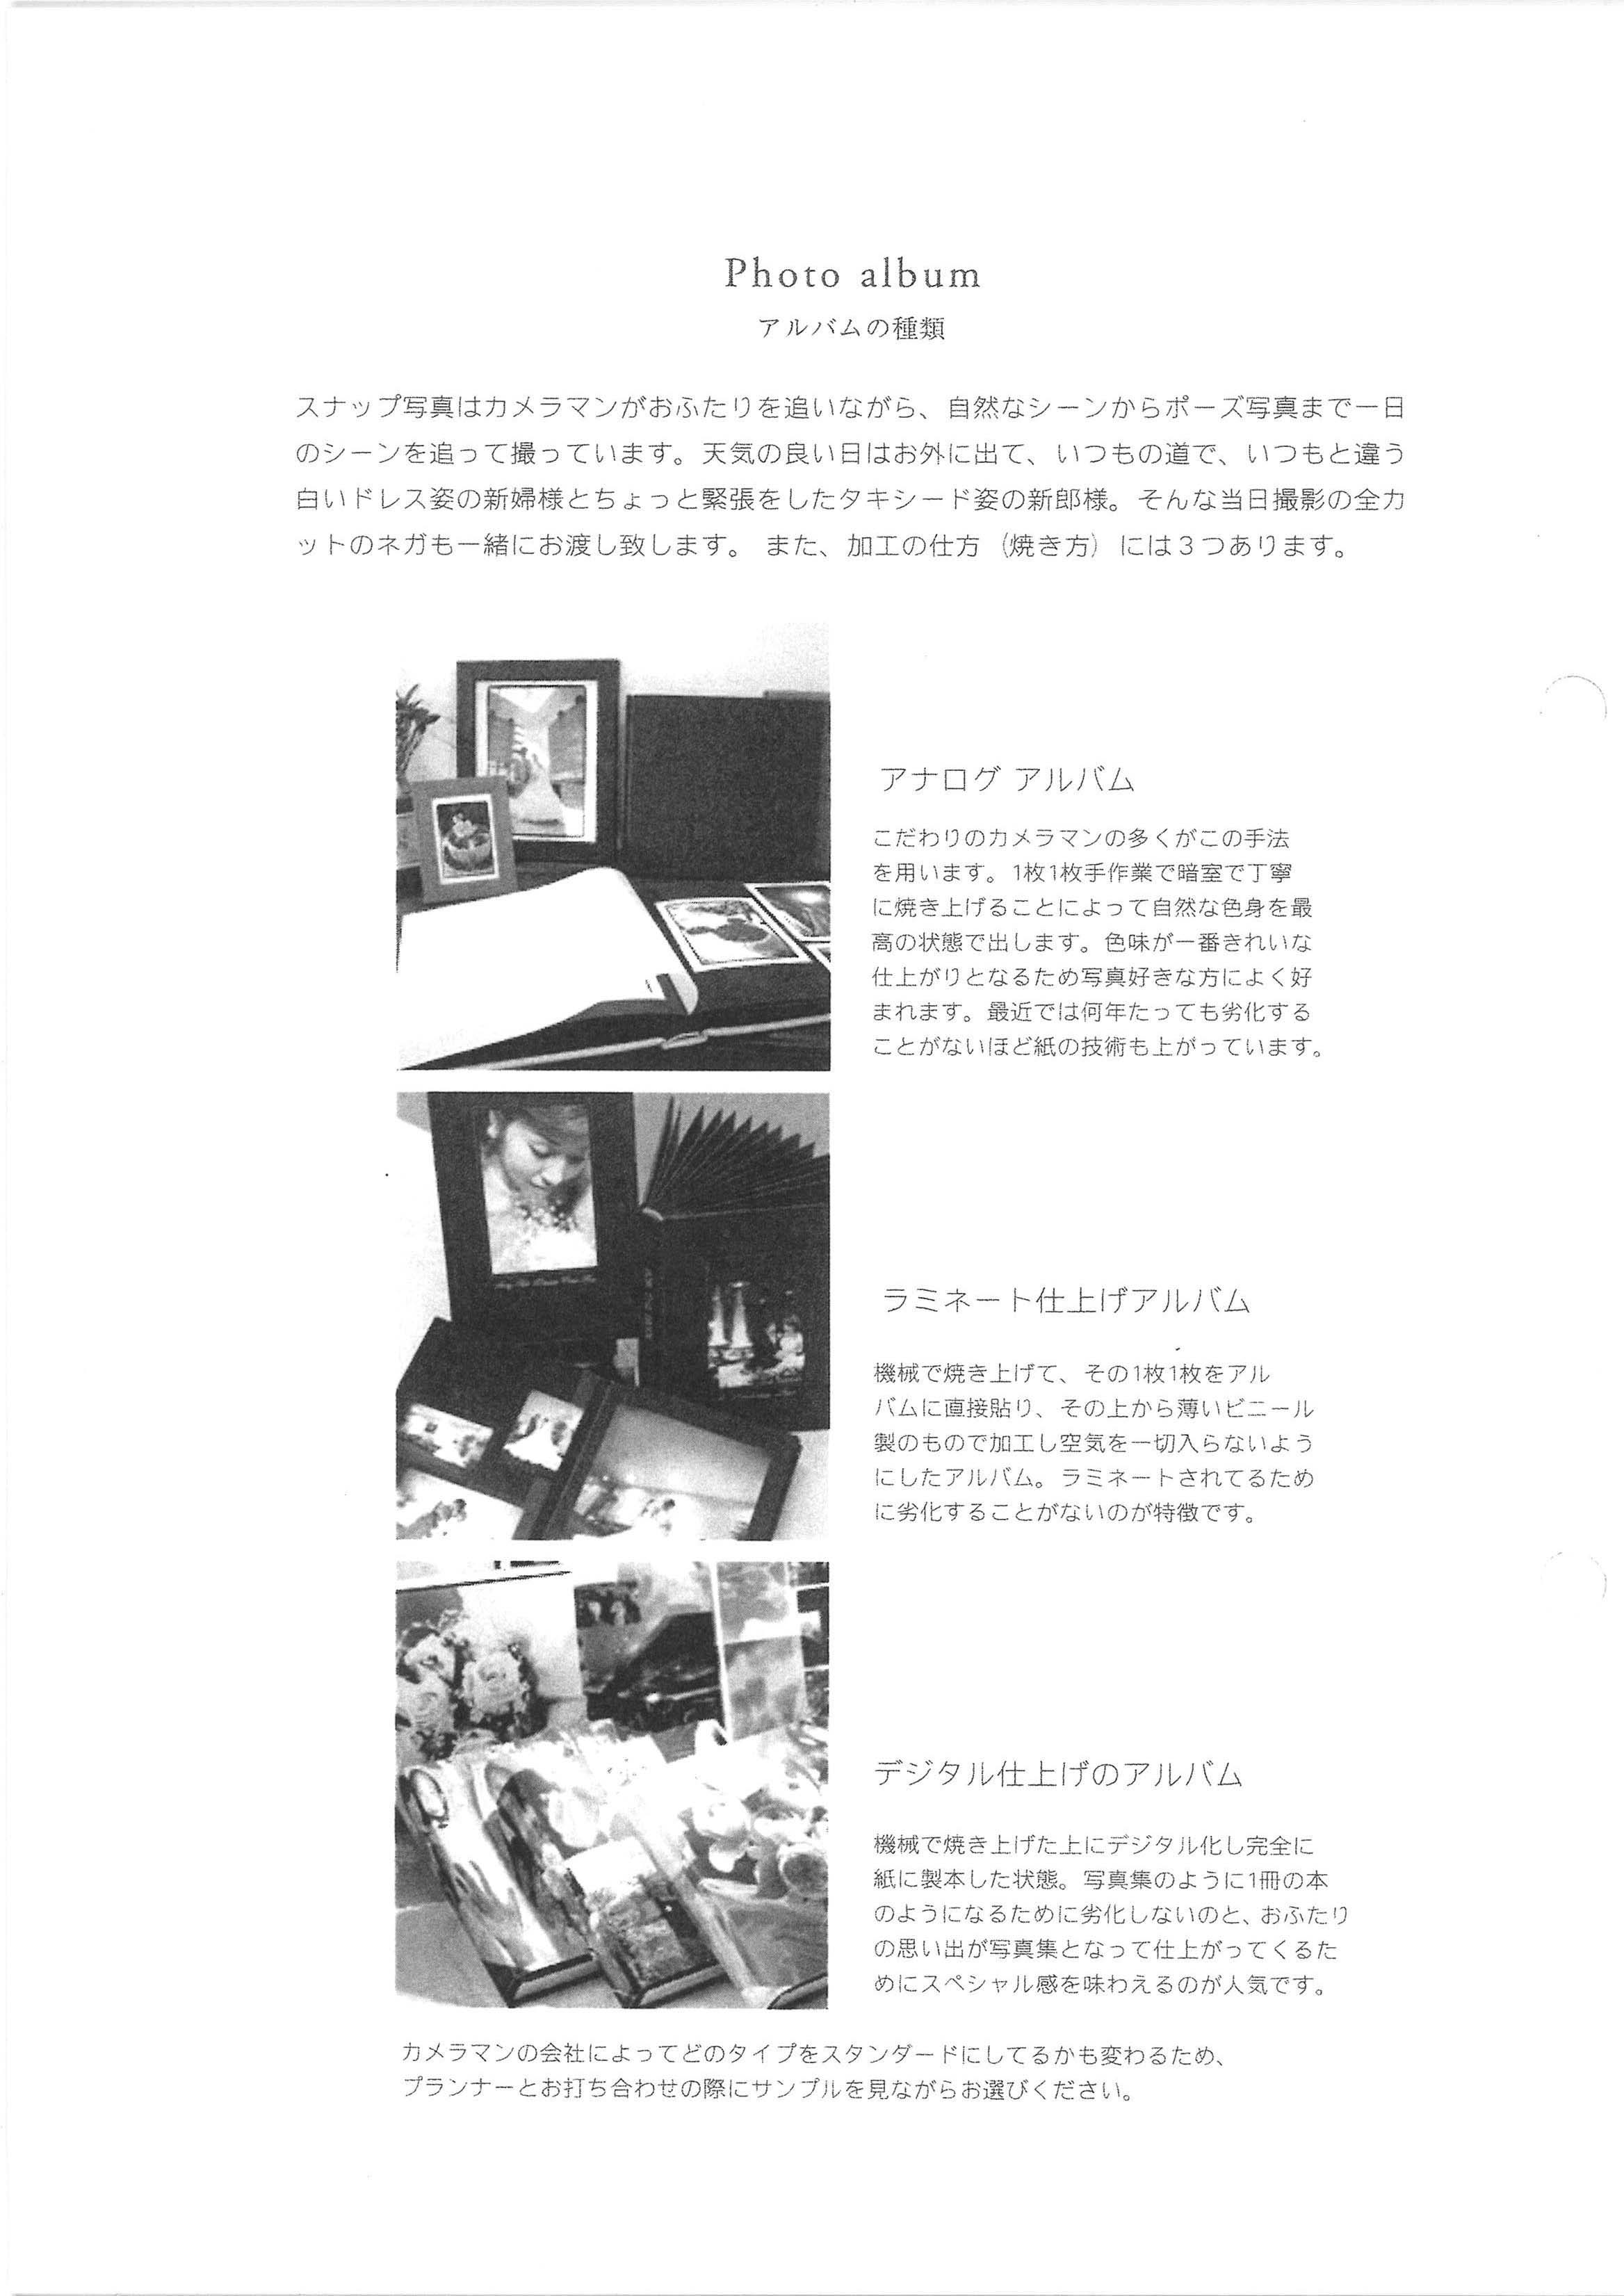 Photo album
アルバムの種類
スナップ写真はカメラマンがおふたりを追いながら、自然なシーンからポーズ写真まで一日
のシーンを追って撮っています。天気の良い日はお外に出て、いつもの道で、いつもと違う
白いドレス姿の新婦様とちょっと緊張をしたタキシード姿の新郎様。そんな当日撮影の全カ
ットのネガも一緒にお渡し致します。 また、加工の仕方（焼き方）には３つあります。
アナログ アルバム
こだわりのカメラマンの多くがこの手法
を用います。1枚1枚手作業で暗室で丁寧
に焼き上げることによって自然な色身を最
高の状態で出します。色味が一番きれいな
仕上がりとなるため写真好きな方によく好
まれます。最近では何年たっても劣化する
ことがないほど紙の技術も上がっています。
ラミネート仕上げアルバム
機械で焼き上げて、その1枚1枚をアル
バムに直接貼り、その上から薄いビニール
製のもので加工し空気を一切入らないよう
にしたアルバム。ラミネートされてるため
に劣化することがないのが特徴です。
デジタル仕上げのアルバム
機械で焼き上げた上にデジタル化し完全に
紙に製本した状態。写真集のように1冊の本
のようになるために劣化しないのと、おふたり
の思い出が写真集となって仕上がってくるた
めにスペシャル感を味わえるのが人気です。
カメラマンの会社によってどのタイプをスタンダードにしてるかも変わるため、
プランナーとお打ち合わせの際にサンプルを見ながらお選びください。